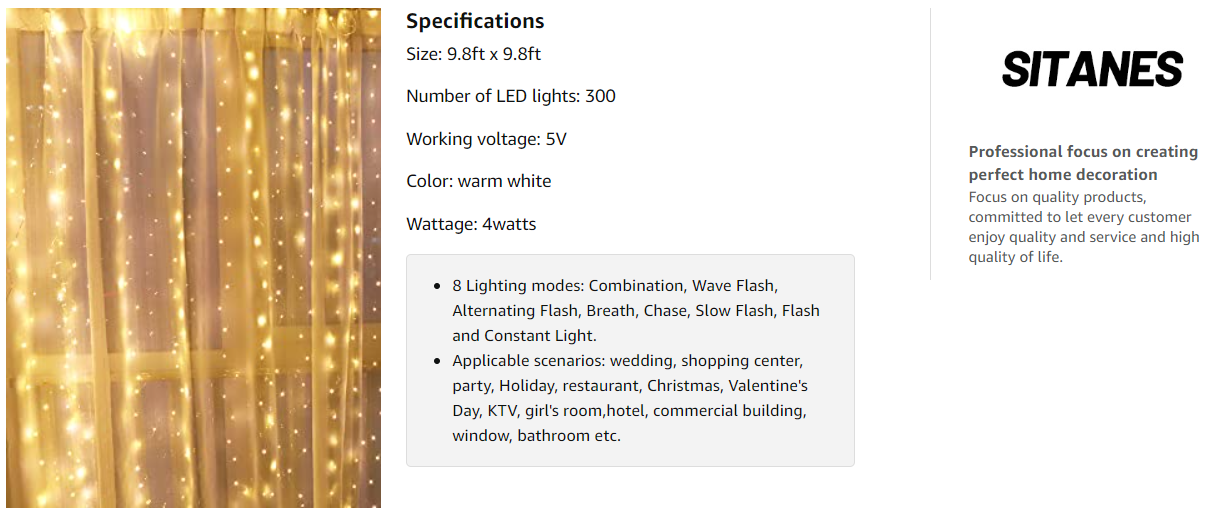 Specifications
Size: 9.8ft x 9.8ft
Number of LED lights: 300
Working voltage: 5V
Color: warm white
Wattage: 4watts
8 Lighting modes: Combination, Wave Flash,
Alternating Flash, Breath, Chase, Slow Flash, Flash
and Constant Light.
Applicable scenarios: wedding, shopping center,
party, Holiday, restaurant, Christmas, Valentine's
Day, KTV, girl's room,hotel, commercial building,
window, bathroom etc.
SITANES
Professional focus on creating
perfect home decoration
Focus on quality products,
committed to let every customer
enjoy quality and service and high
quality of life.